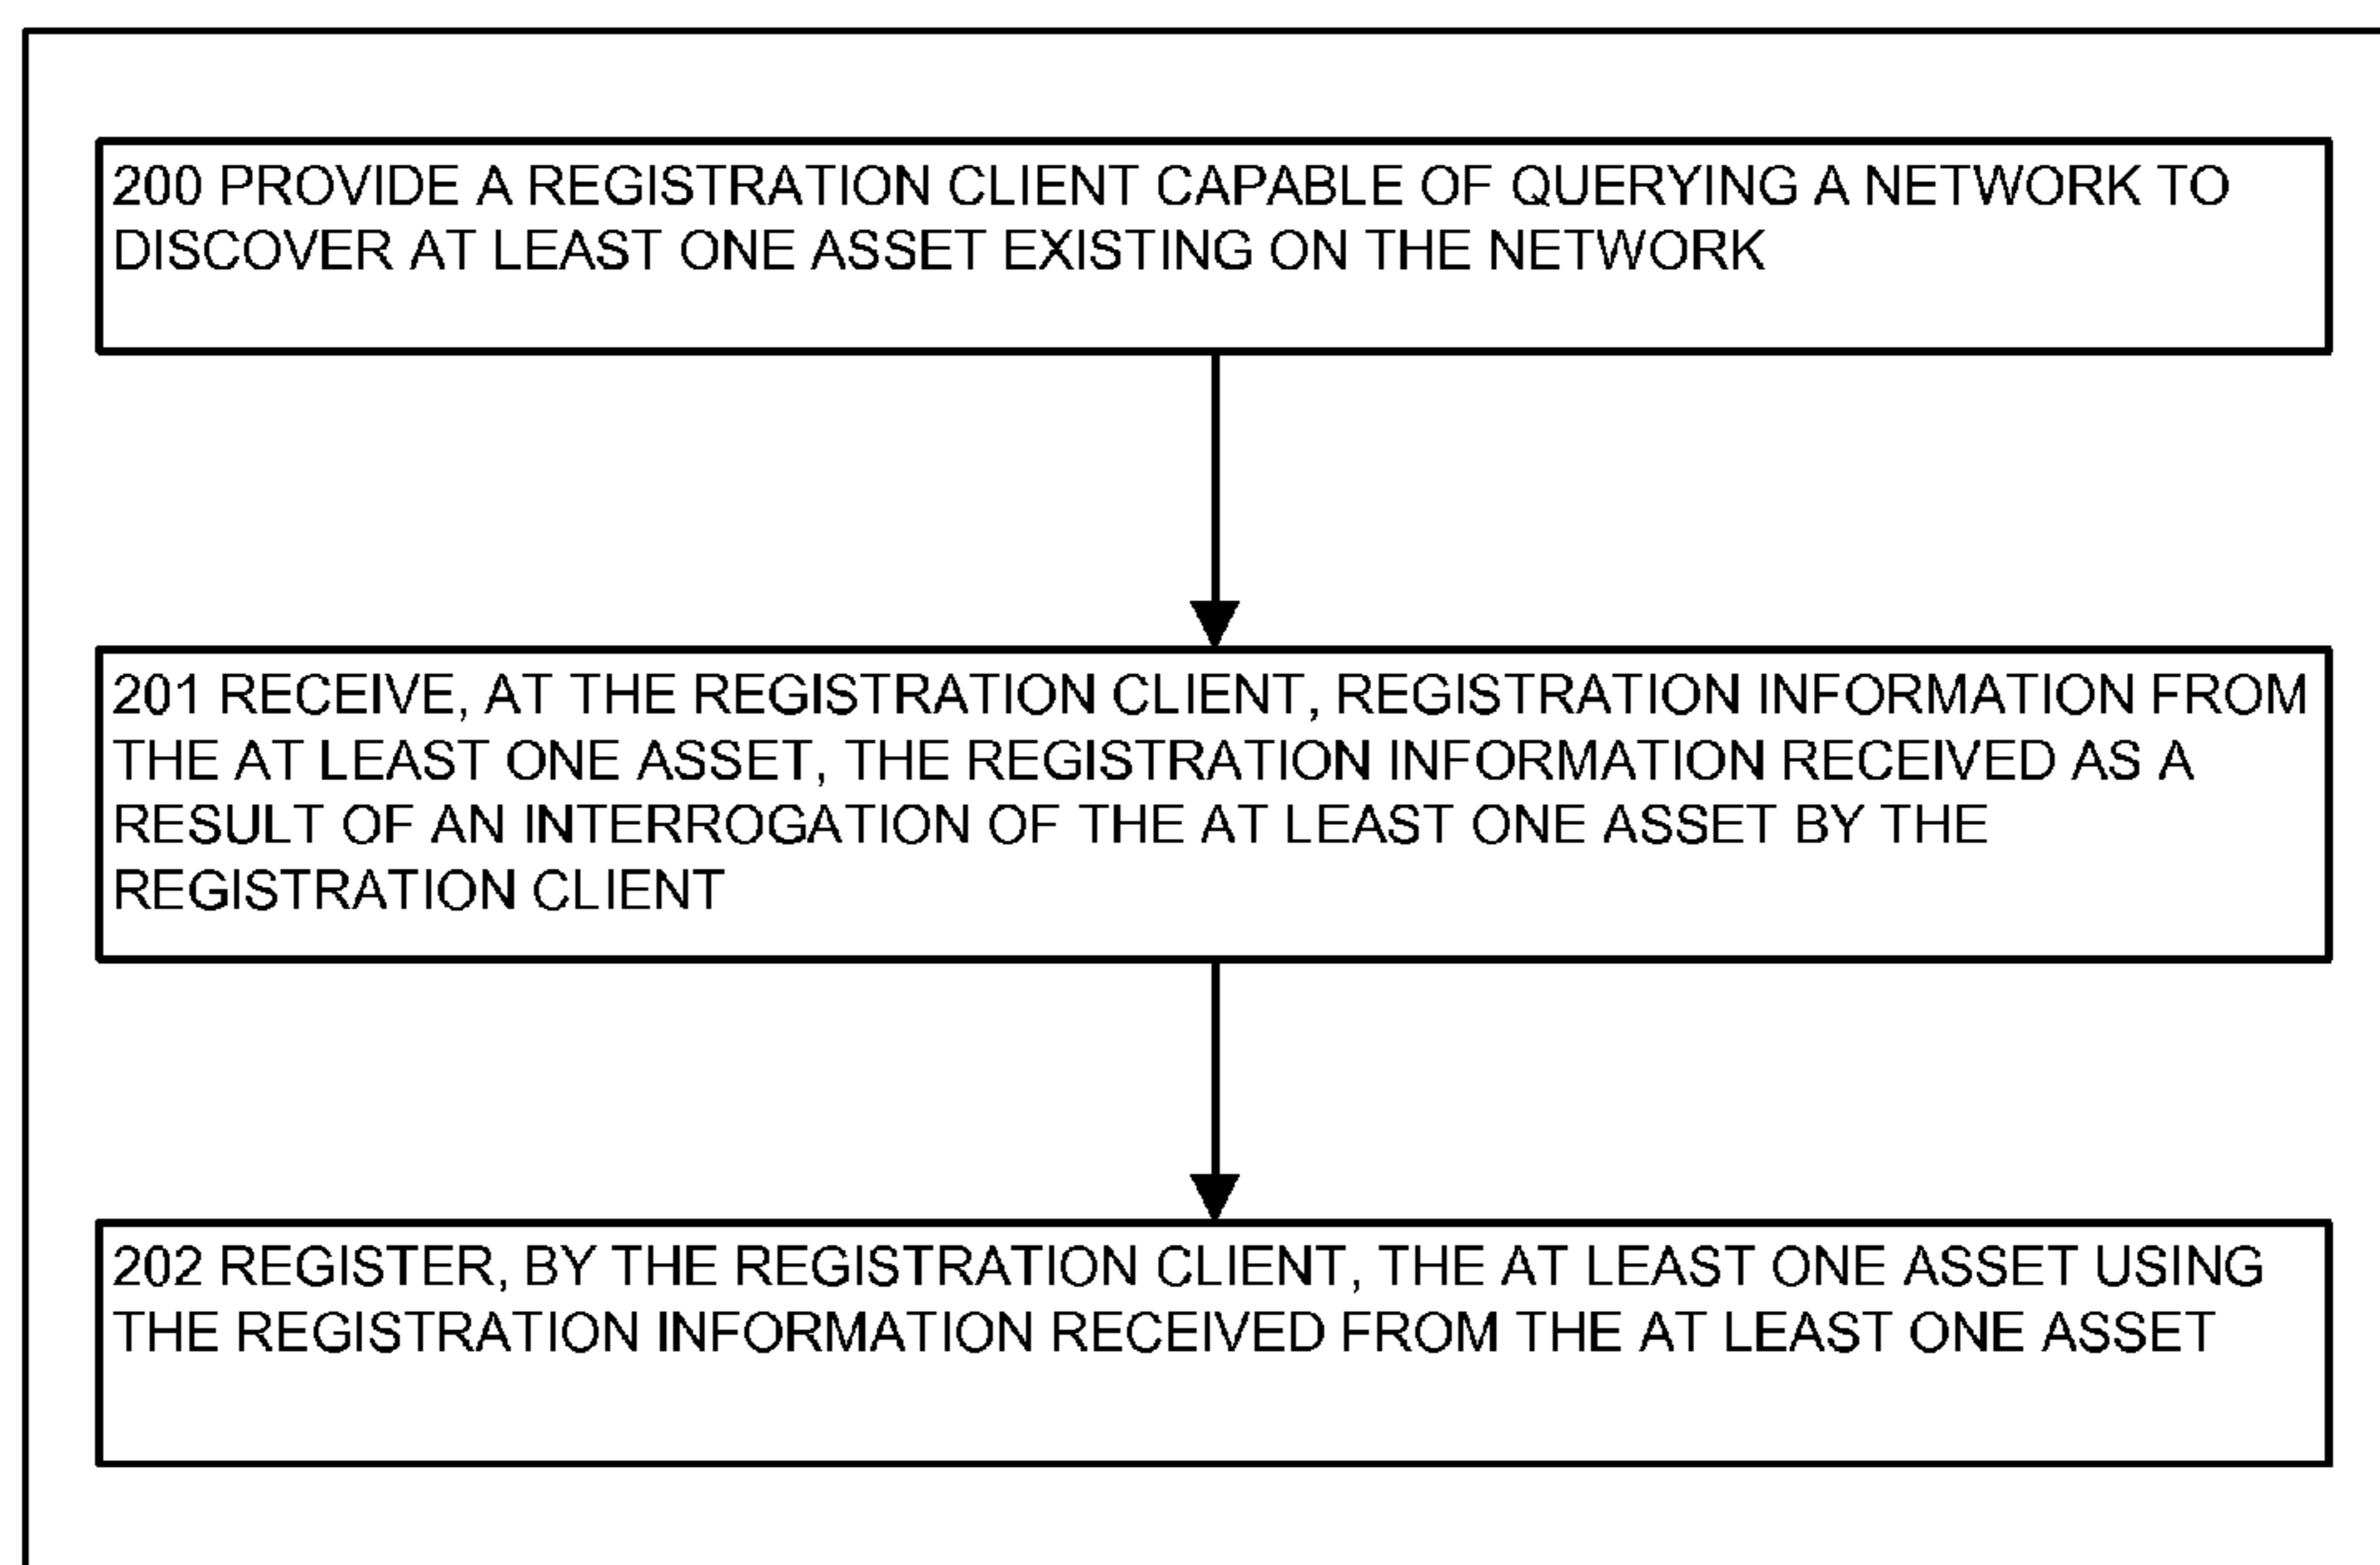 200 PROVIDE A REGISTRATION CLIENT CAPABLE OF QUERYING A NETWORK TO
DISCOVER AT LEAST ONE ASSET EXISTING ON THE NETWORK
201 RECEIVE, AT THE REGISTRATION CLIENT, REGISTRATION INFORMATION FROM
THE AT LEAST ONE ASSET, THE REGISTRATION INFORMATION RECEIVED AS A
RESULT OF AN INTERROGATION OF THE AT LEAST ONE ASSET BY THE
REGISTRATION CLIENT
202 REGISTER, BY THE REGISTRATION CLIENT, THE AT LEAST ONE ASSET USING
THE REGISTRATION INFORMATION RECEIVED FROM THE AT LEAST ONE ASSET